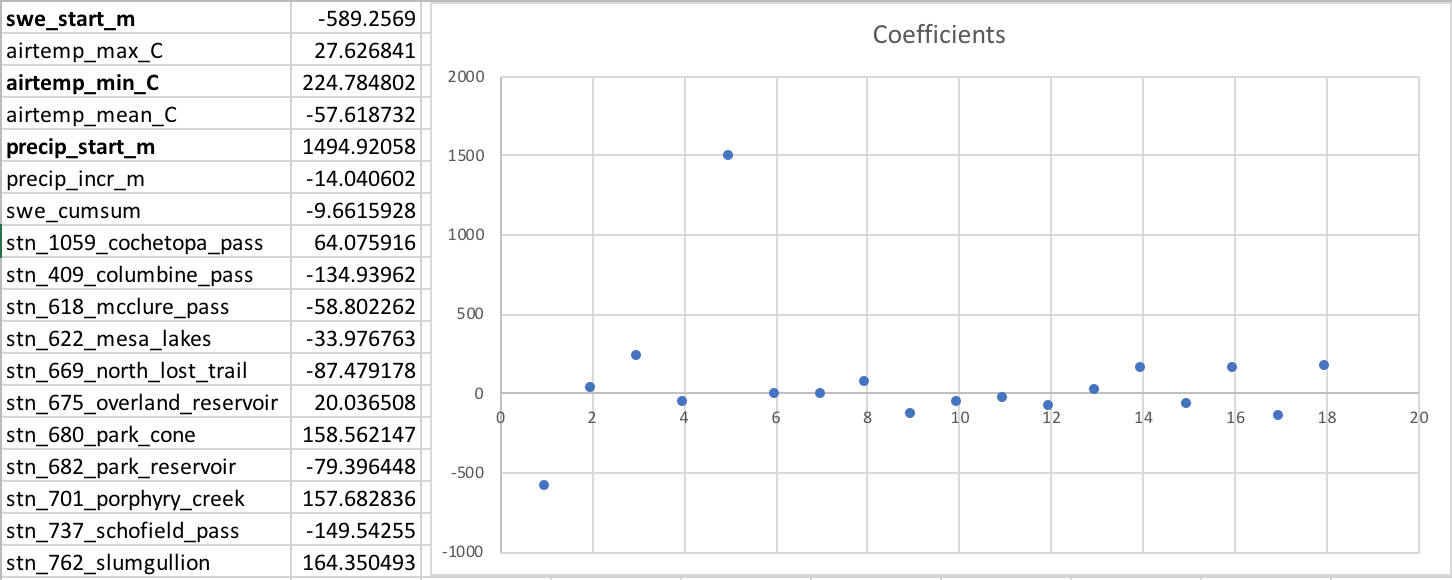 swe_start_m -589.2569
airtemp_max_C 27.626841
airtemp_min_C 224.784802
airtemp_mean_C -57.618732
precip_start_m 1494.92058
precip_incr_m -14.040602
swe_cumsum -9.6615928
stn_1059_cochetopa_pass 64.075916
stn_409_columbine_pass -134.93962
stn_618_mcclure_pass -58.802262
stn_622_mesa_lakes -33.976763
stn_669_north_lost_trail -87.479178
stn_675_overland_reservoir 20.036508
stn_680_park_cone 158.562147
stn_682_park_reservoir -79.396448
stn_701_porphyry_creek 157.682836
stn_737_schofield_pass -149.54255
stn_762_slumgullion 164.350493
Coefficients
2000
1500
1000
500
0
-500
-1000
0 2 4 6 8 10 12 14 16 18 20